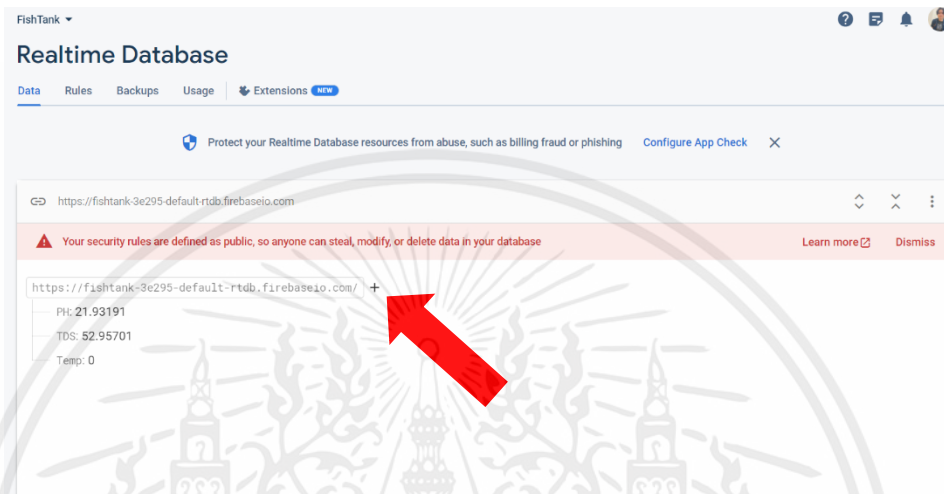 FishTank
Realtime Database
Data Rules Backups Usage Extensions NEW
Protect your Realtime Database resources from abuse, such as billing fraud or phishing Configure App Check
https://fishtank-3e295-default-rtdb.firebaseio.com
Your security rules are defined as public, so anyone can steal, modify, or delete data in your database Learn more Dismiss
https://fishtank-3e295-default-rtdb.firebaseio.com/ +
PH: 21.93191
TDS: 52.95701
Temp: 0